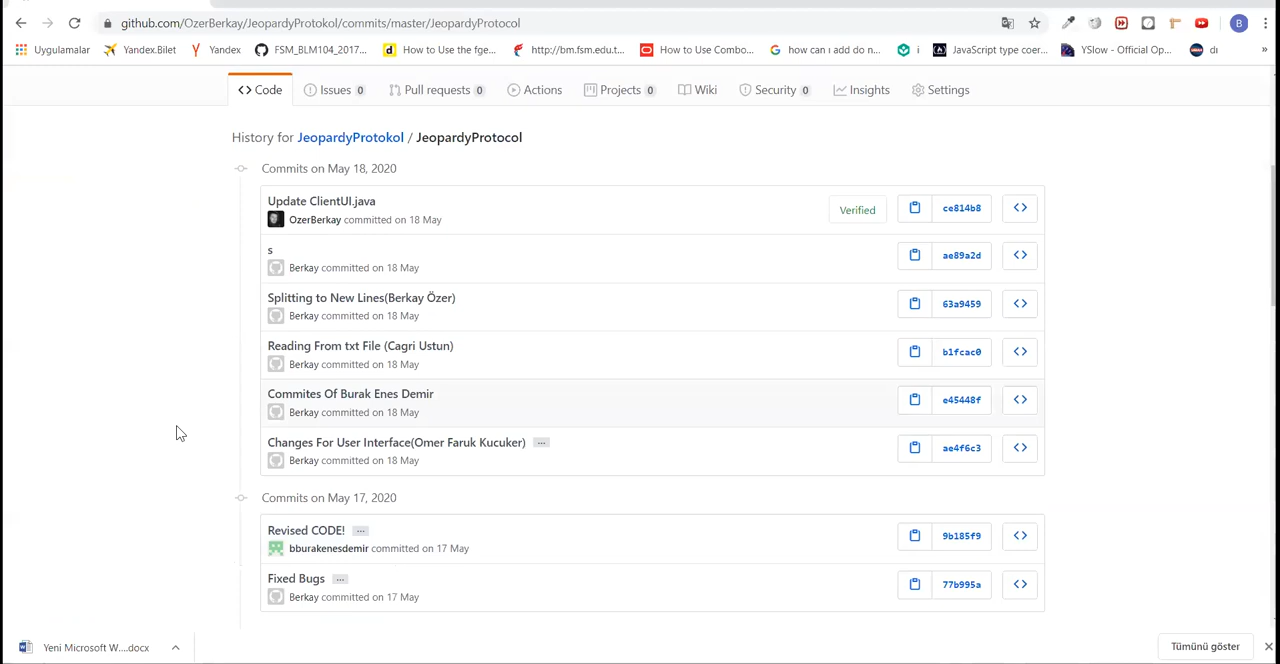 github.com/OzerBerkay/JeopardyProtokol/commits/master/JeopardyProtocol
B
Uygulamalar Yandex.Bilet Yandex FSM_BLM104_2017... How to Use the fge... http://bm.fsm.edu.t... How to Use Combo... how can ı add do n... i JavaScript type coer... YSlow - Official Op... dı »
Code Issues 0 Pull requests 0 Actions Projects 0 Wiki Security 0 Insights Settings
History for JeopardyProtokol / JeopardyProtocol
Commits on May 18, 2020
Update ClientUI.java
OzerBerkay committed on 18 May
Verified ce814b8
s
Berkay committed on 18 May
ae89a2d
Splitting to New Lines(Berkay Özer)
Berkay committed on 18 May
63a9459
Reading From txt File (Cagri Ustun)
Berkay committed on 18 May
b1fcac0
Commites Of Burak Enes Demir
Berkay committed on 18 May
e45448f
Changes For User Interface(Omer Faruk Kucuker) ...
Berkay committed on 18 May
ae4f6c3
Commits on May 17, 2020
Revised CODE! ...
bburakenesdemir committed on 17 May
9b185f9
Fixed Bugs ...
Berkay committed on 17 May
77b995a
Yeni Microsoft W....docx
Tümünü göster